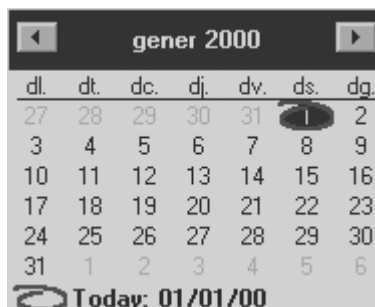 gener 2000
dl. dt. dc. dj. dv. ds. dg.
27 28 29 30 31 1 2
3 4 5 6 7 8 9
10 11 12 13 14 15 16
17 18 19 20 21 22 23
24 25 26 27 28 29 30
31 1 2 3 4 5 6
Today: 01/01/00